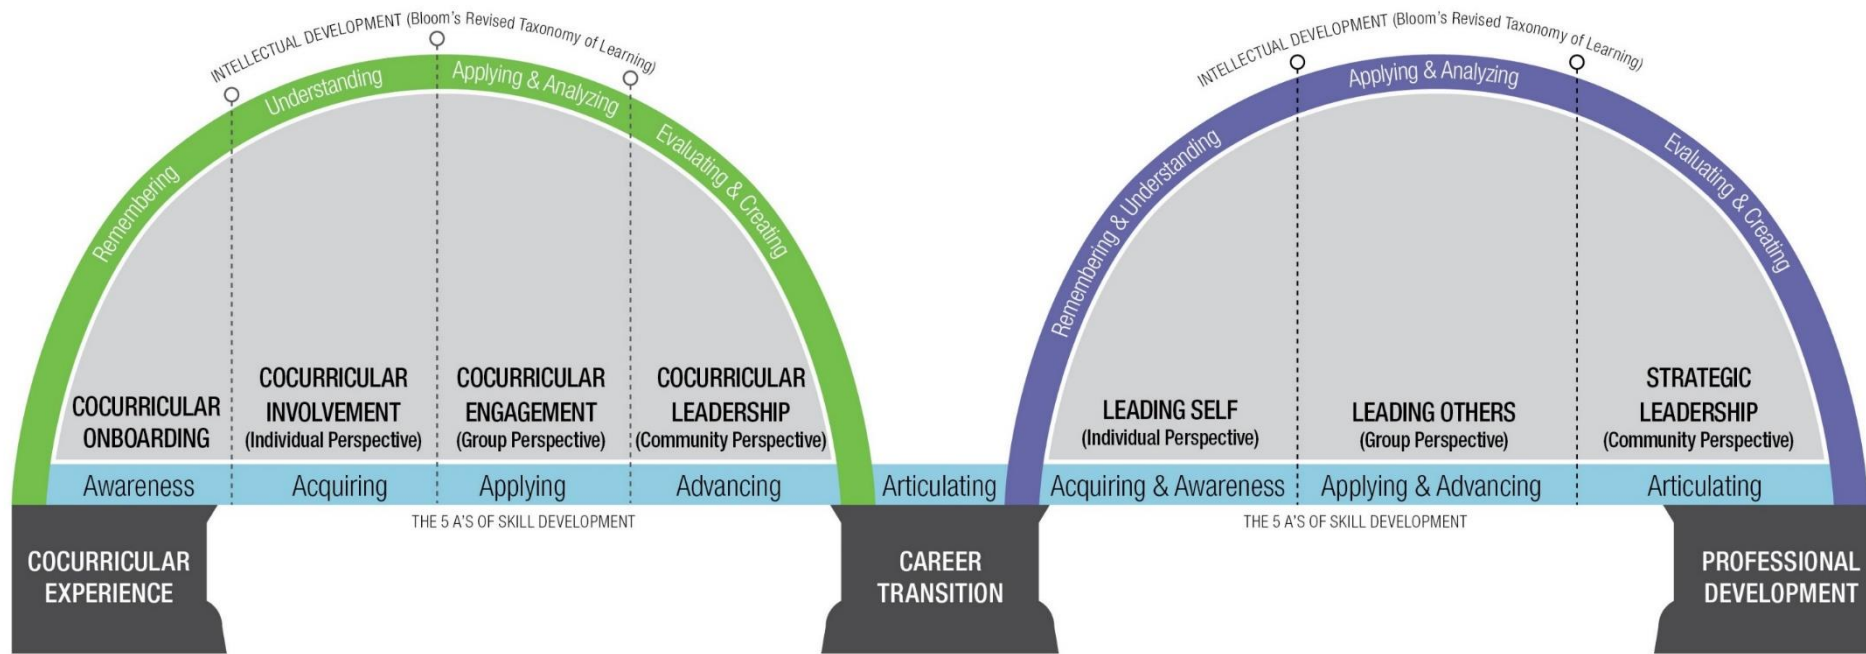 INTELLECTUAL DEVELOPMENT (Bloom's Revised Taxonomy of Learning)
Remembering
Understanding
Applying & Analyzing
Evaluating & Creating
COCURRICULAR
ONBOARDING
COCURRICULAR
INVOLVEMENT
(Individual Perspective)
COCURRICULAR
ENGAGEMENT
(Group Perspective)
COCURRICULAR
LEADERSHIP
(Community Perspective)
Awareness
Acquiring
Applying
Advancing
THE 5 A'S OF SKILL DEVELOPMENT
Articulating
INTELLECTUAL DEVELOPMENT (Bloom's Revised Taxonomy of Learning)
Remembering & Understanding
Applying & Analyzing
Evaluating & Creating
LEADING SELF
(Individual Perspective)
LEADING OTHERS
(Group Perspective)
STRATEGIC
LEADERSHIP
(Community Perspective)
Acquiring & Awareness
Applying & Advancing
Articulating
THE 5 A'S OF SKILL DEVELOPMENT
COCURRICULAR
EXPERIENCE
CAREER
TRANSITION
PROFESSIONAL
DEVELOPMENT